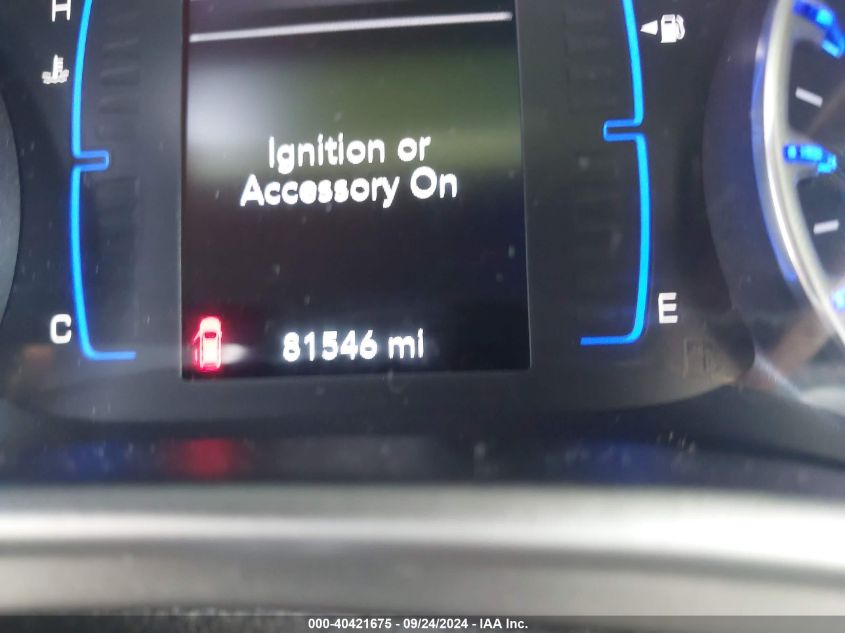 H
Ignition or
Accessory On
C
E
81546 mi
000-40421675 - 09/24/2024 - IAA Inc.